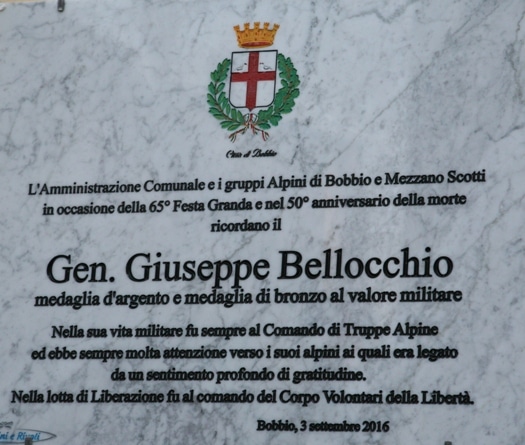 Città di Bobbio
L'Amministrazione Comunale e i gruppi Alpini di Bobbio e Mezzano Scotti
in occasione della 65° Festa Granda e nel 50° anniversario della morte
ricordano il
Gen. Giuseppe Bellocchio
medaglia d'argento e medaglia di bronzo al valore militare
Nella sua vita militare fu sempre al Comando di Truppe Alpine
ed ebbe sempre molta attenzione verso i suoi alpini ai quali era legato
da un sentimento profondo di gratitudine.
Nella lotta di Liberazione fu al comando del Corpo Volontari della Libertà.
Bobbio, 3 settembre 2016